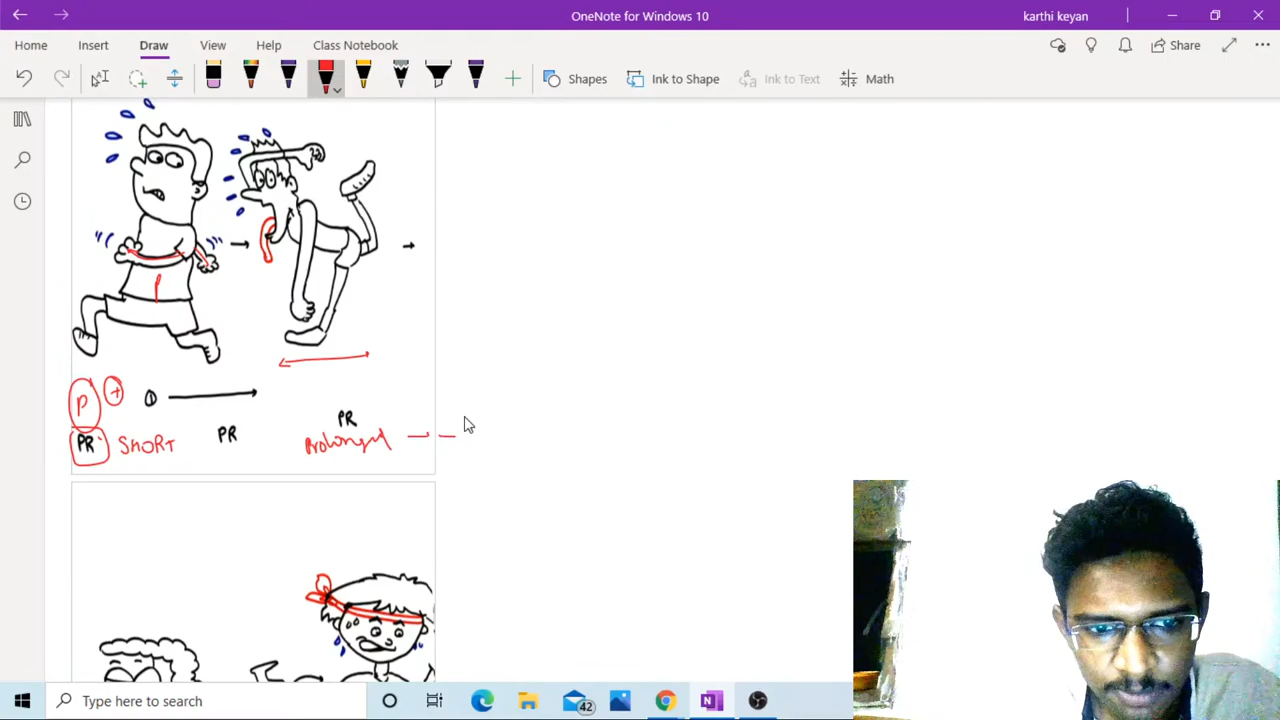 OneNote for Windows 10
karthi keyan
Home Insert Draw View Help Class Notebook
Share
Shapes Ink to Shape Ink to Text Math
P + ①
PR SHORT PR PR
Prolonged
Type here to search
42